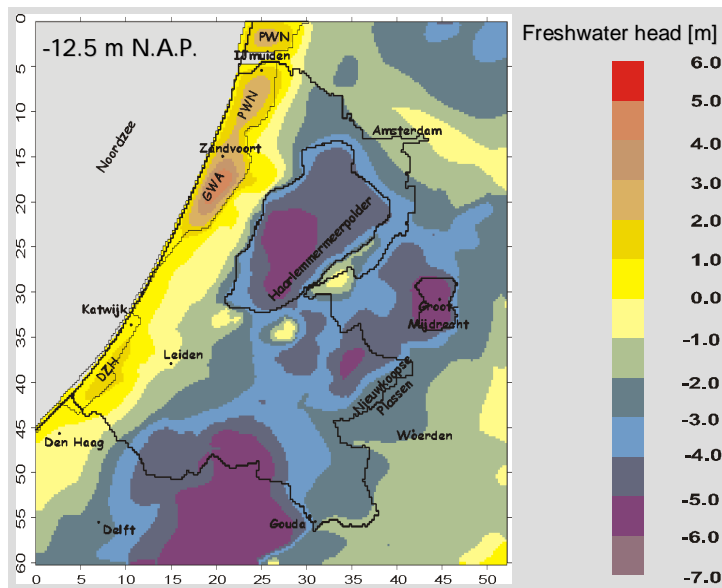 -12.5 m N.A.P.
Freshwater head [m]
PWN
IJmuiden
PWN
Amsterdam
Noordzee
Zandvoort
GWA
Haarlemmermeerpolder
Katwijk
Groot
Mijdrecht
Leiden
DZH
Nieuwkoopse
Plassen
Den Haag
Woerden
Gouda
Delft
0
5
10
15
20
25
30
35
40
45
50
55
60
0 5 10 15 20 25 30 35 40 45 50
6.0
5.0
4.0
3.0
2.0
1.0
0.0
-1.0
-2.0
-3.0
-4.0
-5.0
-6.0
-7.0